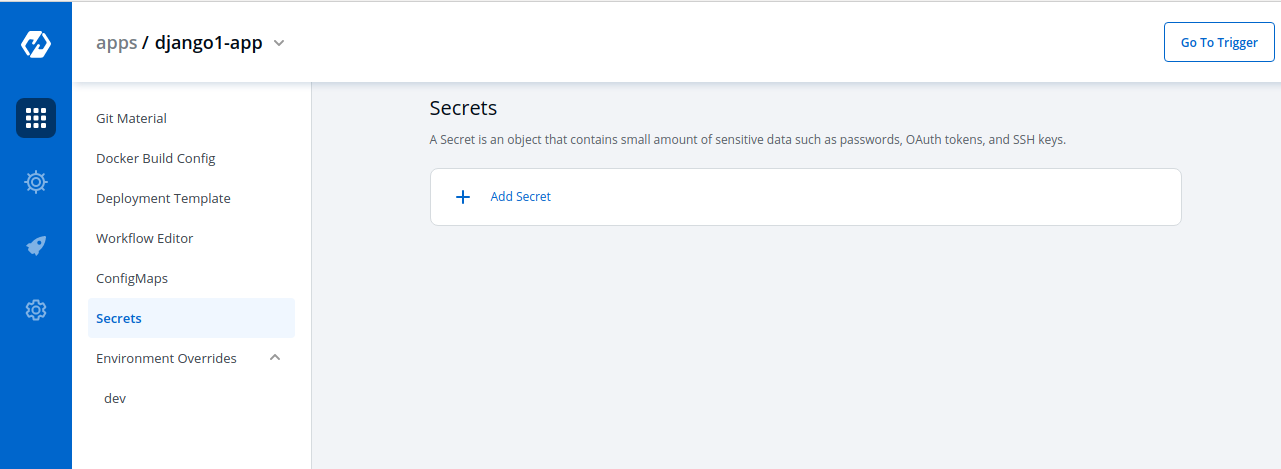 apps / django1-app
Go To Trigger
Git Material
Docker Build Config
Deployment Template
Workflow Editor
ConfigMaps
Secrets
Environment Overrides
dev
Secrets
A Secret is an object that contains small amount of sensitive data such as passwords, OAuth tokens, and SSH keys.
Add Secret